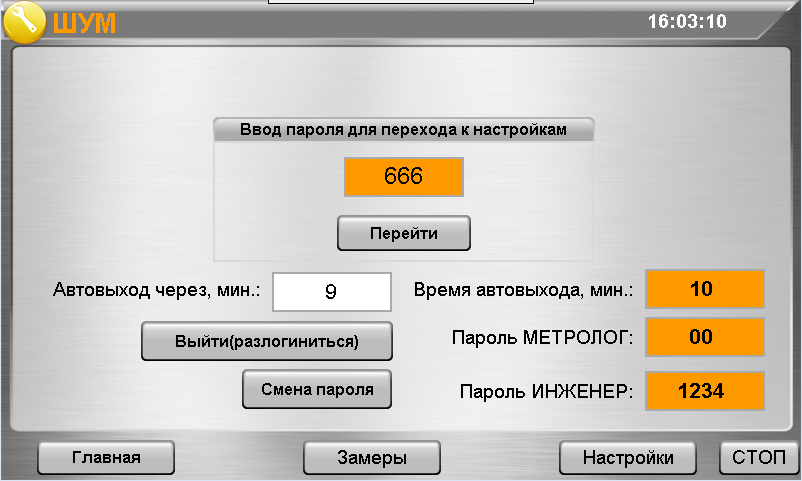 ШУМ
16:03:10
Ввод пароля для перехода к настройкам
666
Перейти
Автовыход через, мин.: 9 Время автовыхода, мин.: 10
Выйти(разлогиниться) Пароль МЕТРОЛОГ: 00
Смена пароля Пароль ИНЖЕНЕР: 1234
Главная Замеры Настройки СТОП